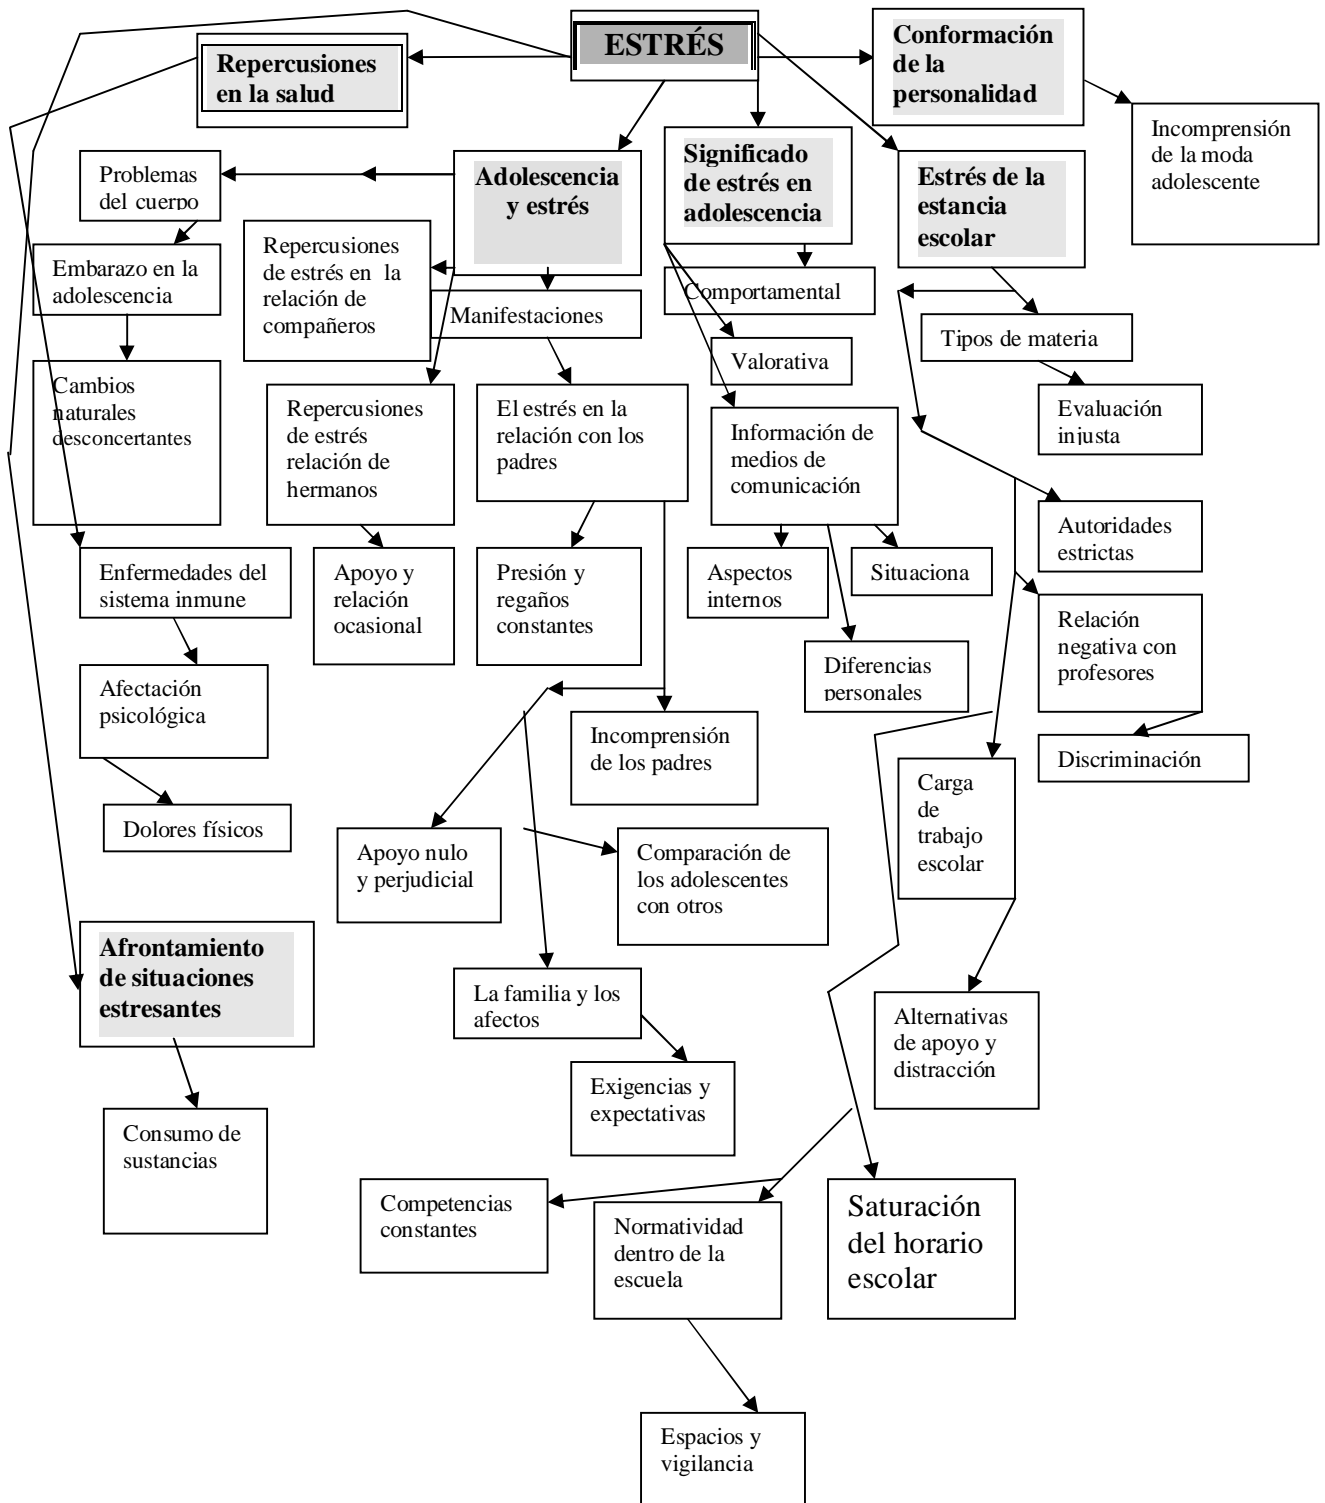 ESTRÉS
Repercusiones
en la salud
Conformación
de la
personalidad
Incomprensión
de la moda
adolescente
Problemas
del cuerpo
Adolescencia
y estrés
Significado
de estrés en
adolescencia
Estrés de la
estancia
escolar
Embarazo en la
adolescencia
Repercusiones
de estrés en la
relación de
compañeros
Manifestaciones
Comportamental
Valorativa
Tipos de materia
Cambios
naturales
desconcertantes
Repercusiones
de estrés
relación de
hermanos
El estrés en la
relación con los
padres
Información de
medios de
comunicación
Evaluación
injusta
Autoridades
estrictas
Enfermedades del
sistema inmune
Apoyo y
relación
ocasional
Presión y
regaños
constantes
Aspectos
internos
Situaciona
Relación
negativa con
profesores
Afectación
psicológica
Diferencias
personales
Incomprensión
de los padres
Discriminación
Carga
de
trabajo
escolar
Dolores físicos
Apoyo nulo
y perjudicial
Comparación de
los adolescentes
con otros
Afrontamiento
de situaciones
estresantes
La familia y los
afectos
Alternativas
de apoyo y
distracción
Exigencias y
expectativas
Consumo de
sustancias
Competencias
constantes
Normatividad
dentro de la
escuela
Saturación
del horario
escolar
Espacios y
vigilancia